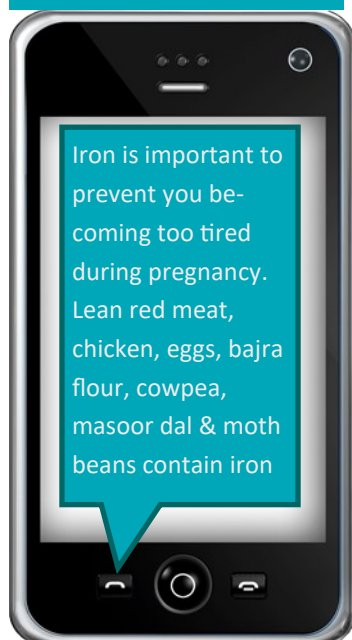 Iron is important to
prevent you be-
coming too tired
during pregnancy.
Lean red meat,
chicken, eggs, bajra
flour, cowpea,
masoor dal & moth
beans contain iron